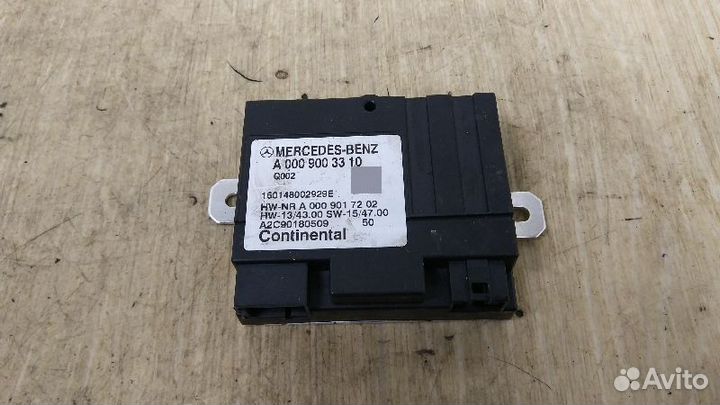 MERCEDES-BENZ
A 000 900 33 10
Q002
160148002929E
HW-NR A 000 901 72 02
HW-13/43.00 SW-15/47.00
A2C90180509 50
Continental
Avito